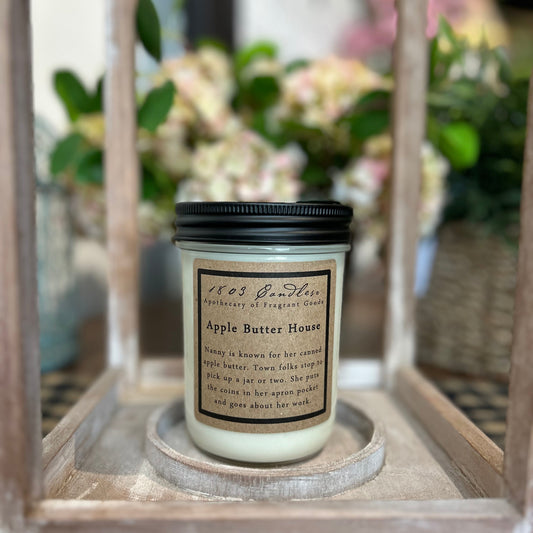 1803 Candles
Apothecary of Fragrant Goods
Apple Butter House
Nanny is known for her canned
apple butter. Town folks stop to
pick up a jar or two. She puts
the coins in her apron pocket
and goes about her work.